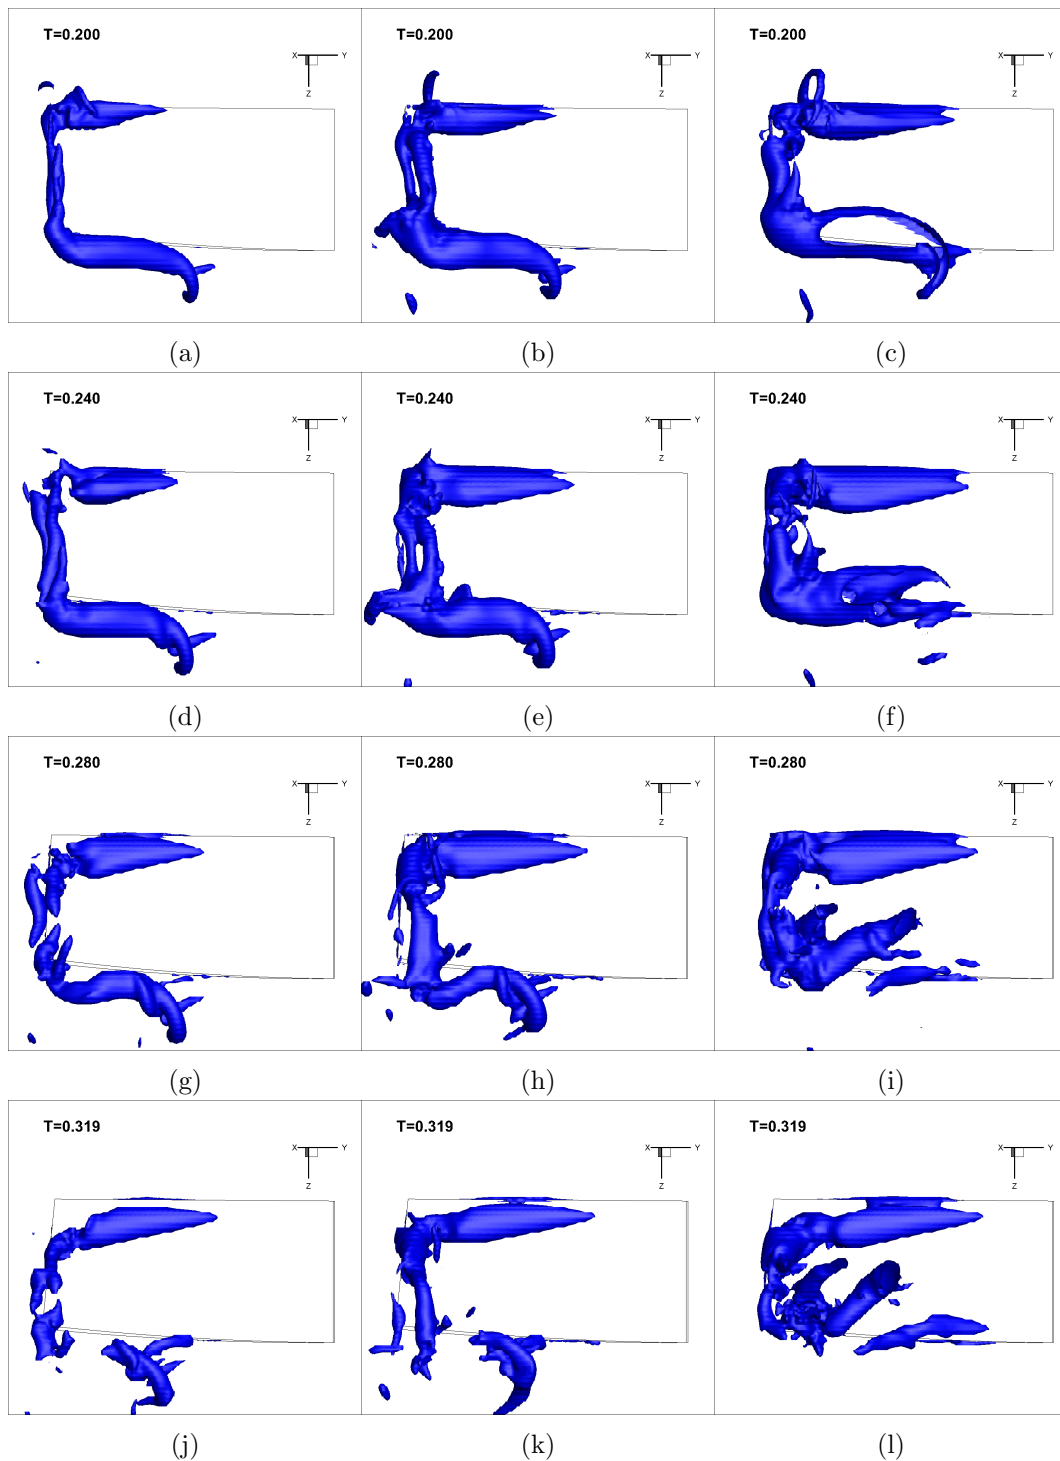 T=0.200 T=0.200 T=0.200
X Y X Y X Y
Z Z Z
(a) (b) (c)
T=0.240 T=0.240 T=0.240
X Y X Y X Y
Z Z Z
(d) (e) (f)
T=0.280 T=0.280 T=0.280
X Y X Y X Y
Z Z Z
(g) (h) (i)
T=0.319 T=0.319 T=0.319
X Y X Y X Y
Z Z Z
(j) (k) (l)